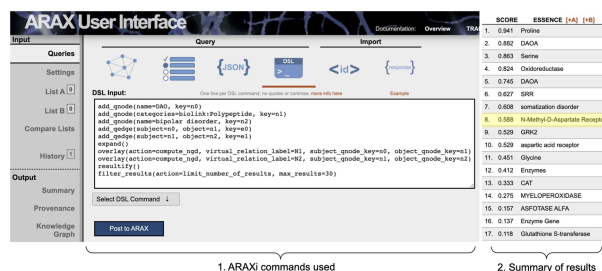 ARAX User Interface
Documentation: Overview TRA
Input
Queries
Settings
List A 0
List B 0
Compare Lists
History 1
Output
Summary
Provenance
Knowledge
Graph
Query
Import
{JSON}
DSL
>_
<id>
{response}
DSL Input:
One line per DSL command, no quotes or commas; more info here
Example
add_qnode(name=DAO, key=n0)
add_qnode(categories=biolink:Polypeptide, key=n1)
add_qnode(name=bipolar disorder, key=n2)
add_qedge(subject=n0, object=n1, key=e0)
add_qedge(subject=n1, object=n2, key=e1)
expand()
overlay(action=compute_ngd, virtual_relation_label=N1, subject_qnode_key=n0, object_qnode_key=n1)
overlay(action=compute_ngd, virtual_relation_label=N2, subject_qnode_key=n1, object_qnode_key=n2)
resultify()
filter_results(action=limit_number_of_results, max_results=30)
Select DSL Command ↓
Post to ARAX
SCORE ESSENCE [+A] [+B]
1. 0.941 Proline
2. 0.882 DAOA
3. 0.863 Serine
4. 0.824 Oxidoreductase
5. 0.745 DAOA
6. 0.627 SRR
7. 0.608 somatization disorder
8. 0.588 N-Methyl-D-Aspartate Recepto
9. 0.529 GRK2
10. 0.529 aspartic acid receptor
11. 0.451 Glycine
12. 0.412 Enzymes
13. 0.333 CAT
14. 0.275 MYELOPEROXIDASE
15. 0.157 ASFOTASE ALFA
16. 0.137 Enzyme Gene
17. 0.118 Glutathione S-transferase
1. ARAXi commands used
2. Summary of results